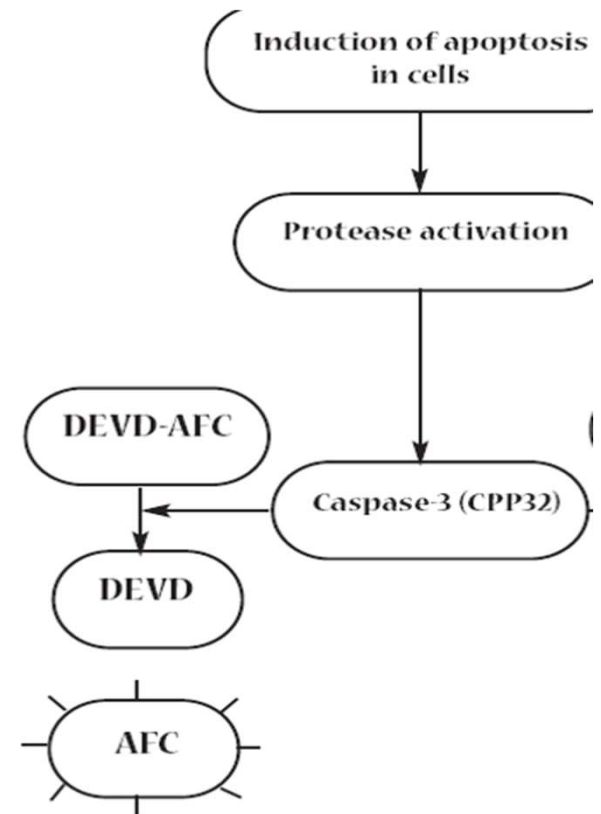 Induction of apoptosis
in cells
Protease activation
DEVD-AFC
Caspase-3 (CPP32)
DEVD
AFC